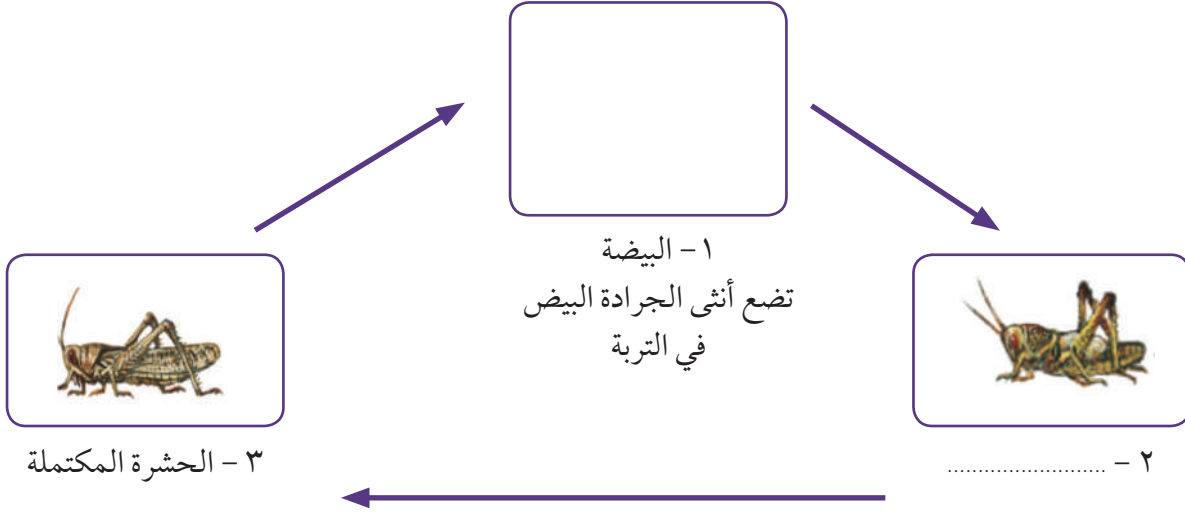 ١ - البيضة
تضع أنثى الجرادة البيض
في التربة
٢ - ..........................
٣ - الحشرة المكتملة